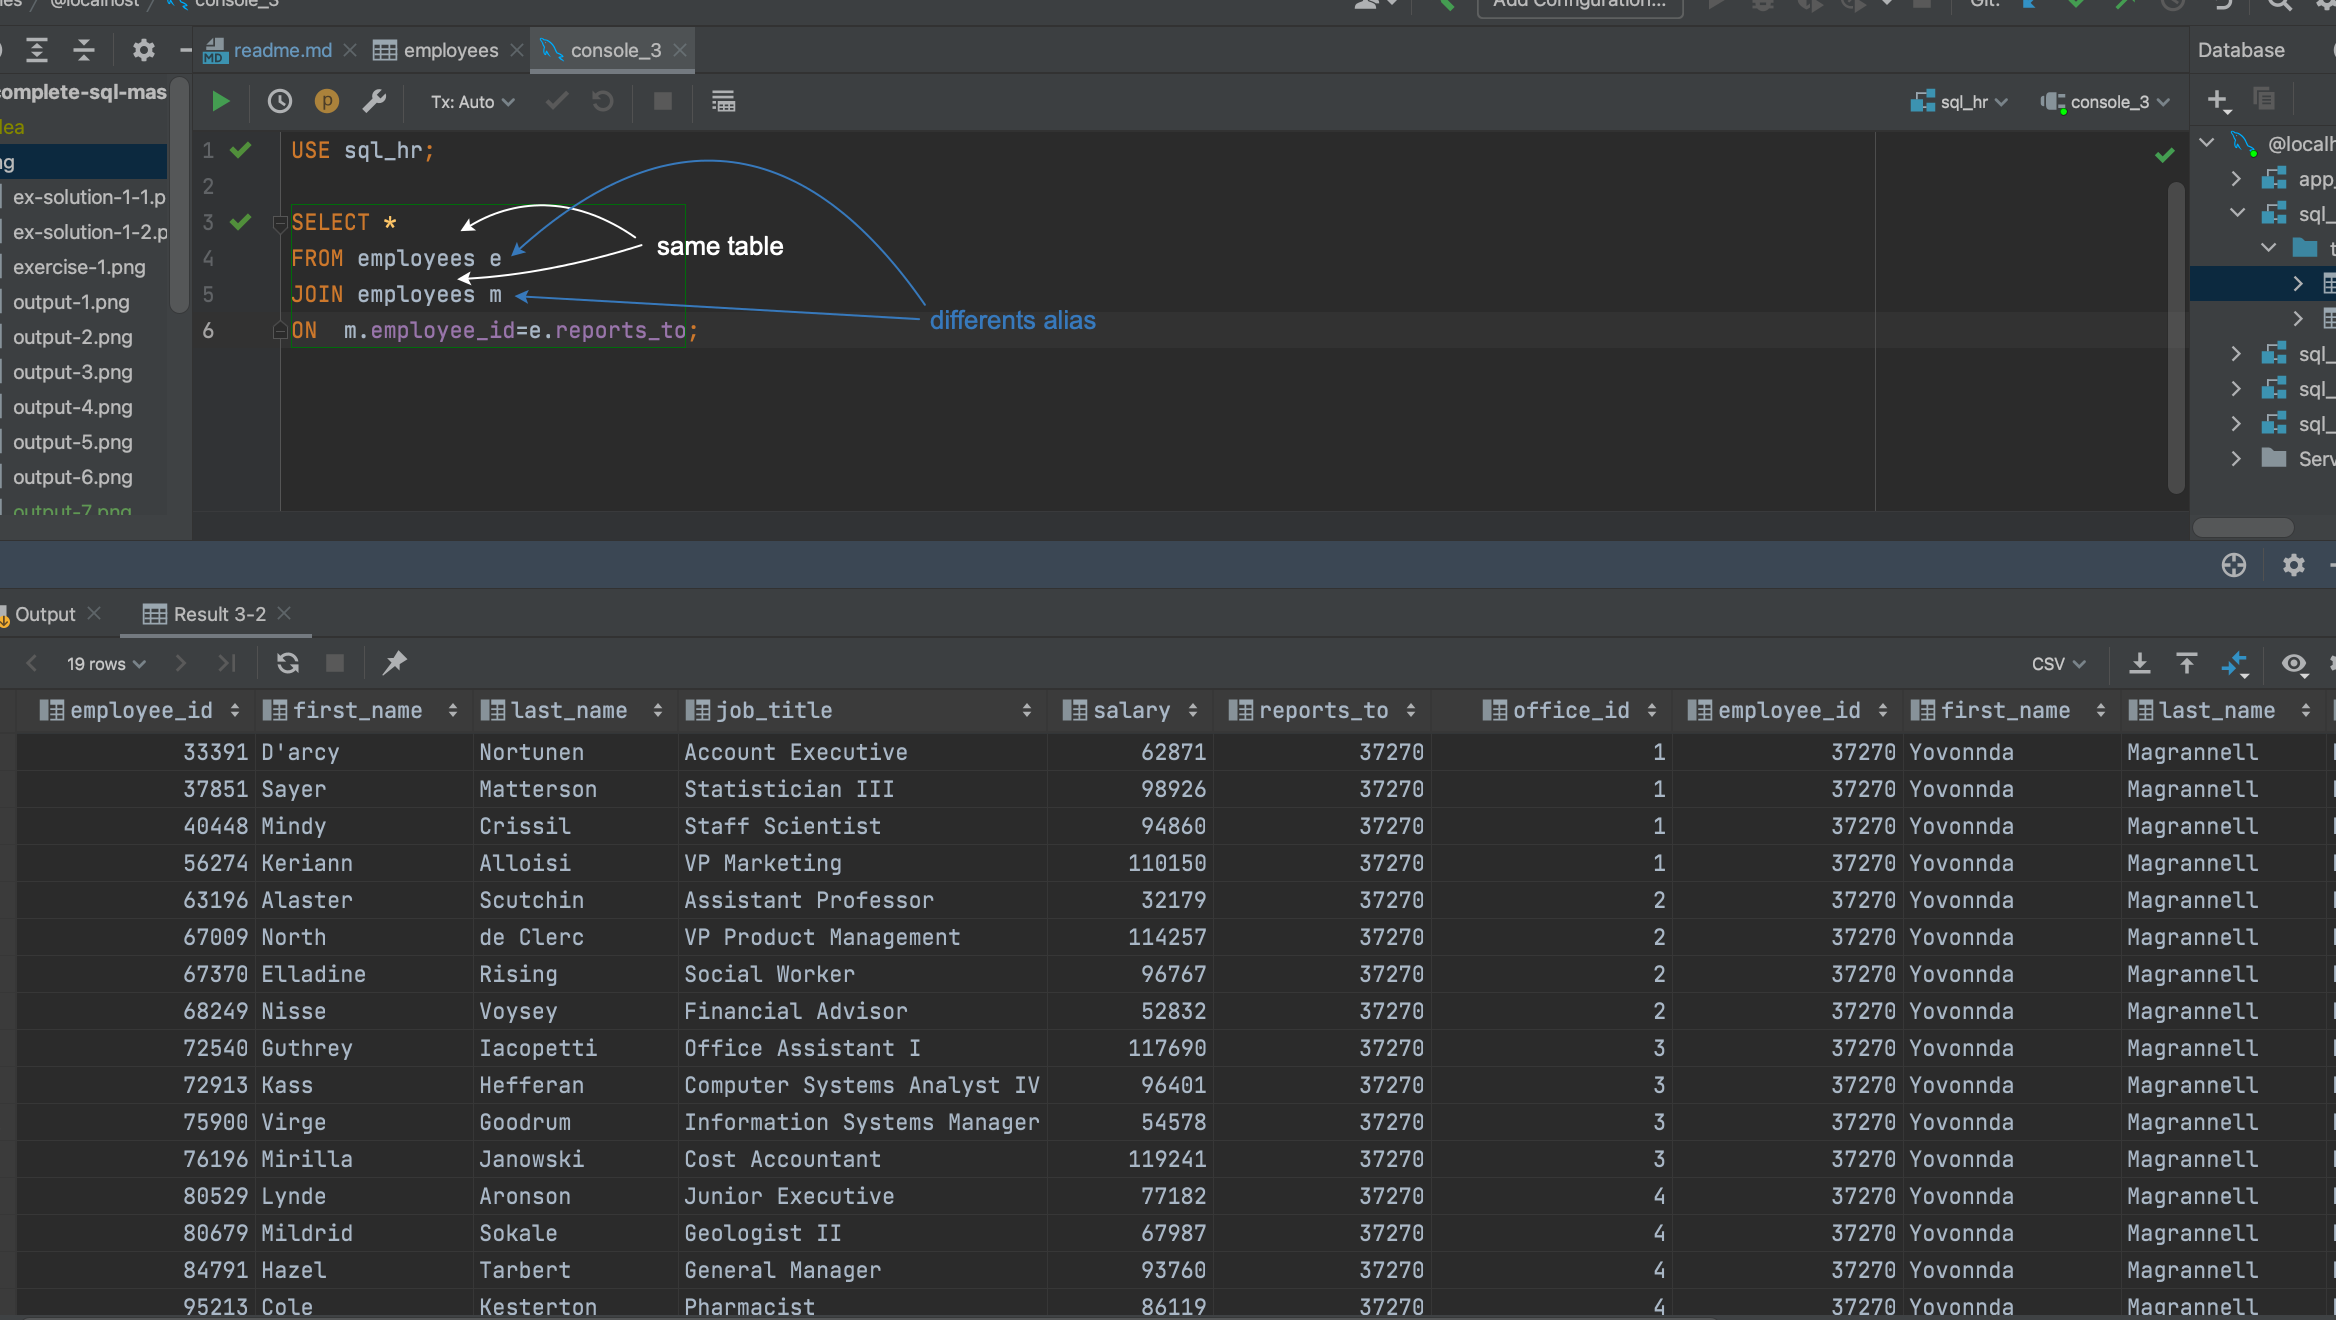 @localhost
console_3
Add Configuration...
Git:
readme.md
employees
console_3
Database
complete-sql-mas
Tx: Auto
sql_hr
console_3
@localh
app_
sql_
t
sql_
sql_
sql_
Serv
ex-solution-1-1.p
ex-solution-1-2.p
exercise-1.png
output-1.png
output-2.png
output-3.png
output-4.png
output-5.png
output-6.png
output-7.png
1 USE sql_hr;
2
3 SELECT *
4 FROM employees e
5 JOIN employees m
6 ON m.employee_id=e.reports_to;
same table
differents alias
Output
Result 3-2
19 rows
CSV
employee_id first_name last_name job_title salary reports_to office_id employee_id first_name last_name
33391 D'arcy Nortunen Account Executive 62871 37270 1 37270 Yovonnda Magrannell
37851 Sayer Matterson Statistician III 98926 37270 1 37270 Yovonnda Magrannell
40448 Mindy Crissil Staff Scientist 94860 37270 1 37270 Yovonnda Magrannell
56274 Keriann Alloisi VP Marketing 110150 37270 1 37270 Yovonnda Magrannell
63196 Alaster Scutchin Assistant Professor 32179 37270 2 37270 Yovonnda Magrannell
67009 North de Clerc VP Product Management 114257 37270 2 37270 Yovonnda Magrannell
67370 Elladine Rising Social Worker 96767 37270 2 37270 Yovonnda Magrannell
68249 Nisse Voysey Financial Advisor 52832 37270 2 37270 Yovonnda Magrannell
72540 Guthrey Iacopetti Office Assistant I 117690 37270 3 37270 Yovonnda Magrannell
72913 Kass Hefferan Computer Systems Analyst IV 96401 37270 3 37270 Yovonnda Magrannell
75900 Virge Goodrum Information Systems Manager 54578 37270 3 37270 Yovonnda Magrannell
76196 Mirilla Janowski Cost Accountant 119241 37270 3 37270 Yovonnda Magrannell
80529 Lynde Aronson Junior Executive 77182 37270 4 37270 Yovonnda Magrannell
80679 Mildrid Sokale Geologist II 67987 37270 4 37270 Yovonnda Magrannell
84791 Hazel Tarbert General Manager 93760 37270 4 37270 Yovonnda Magrannell
95213 Cole Kesterton Pharmacist 86119 37270 4 37270 Yovonnda Magrannell